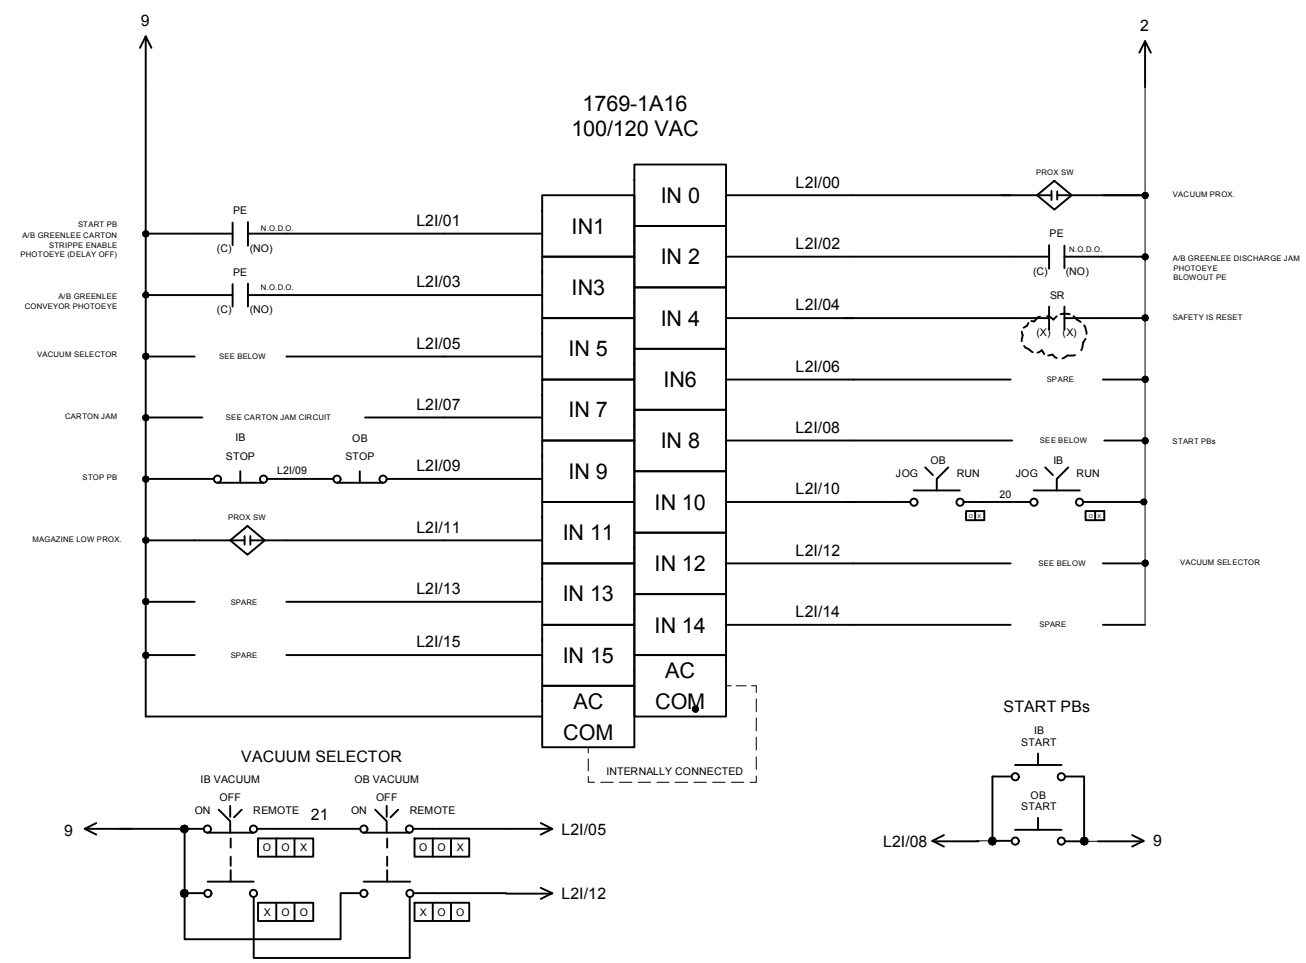 9
2
1769-1A16
100/120 VAC
IN 0
L2I/00
PROX SW
VACUUM PROX.
START PB
A/B GREENLEE CARTON
STRIPPE ENABLE
PHOTOEYE (DELAY OFF)
PE
N.O.D.O.
(C) (NO)
L2I/01
IN1
IN 2
L2I/02
PE
N.O.D.O.
(C) (NO)
A/B GREENLEE DISCHARGE JAM
PHOTOEYE
BLOWOUT PE
A/B GREENLEE
CONVEYOR PHOTOEYE
PE
N.O.D.O.
(C) (NO)
L2I/03
IN3
IN 4
L2I/04
SR
(X) (X)
SAFETY IS RESET
VACUUM SELECTOR
SEE BELOW
L2I/05
IN 5
IN6
L2I/06
SPARE
CARTON JAM
SEE CARTON JAM CIRCUIT
L2I/07
IN 7
IN 8
L2I/08
SEE BELOW
START PBs
STOP PB
IB
STOP
L2I/09
OB
STOP
L2I/09
IN 9
IN 10
L2I/10
OB
JOG RUN
O X
20
IB
JOG RUN
O X
MAGAZINE LOW PROX.
PROX SW
L2I/11
IN 11
IN 12
L2I/12
SEE BELOW
VACUUM SELECTOR
SPARE
L2I/13
IN 13
IN 14
L2I/14
SPARE
SPARE
L2I/15
IN 15
AC
COM
AC
COM
INTERNALLY CONNECTED
VACUUM SELECTOR
IB VACUUM
OFF
ON REMOTE
21
OB VACUUM
OFF
ON REMOTE
9
L2I/05
O O X
O O X
L2I/12
X O O
X O O
START PBs
IB
START
OB
START
L2I/08
9